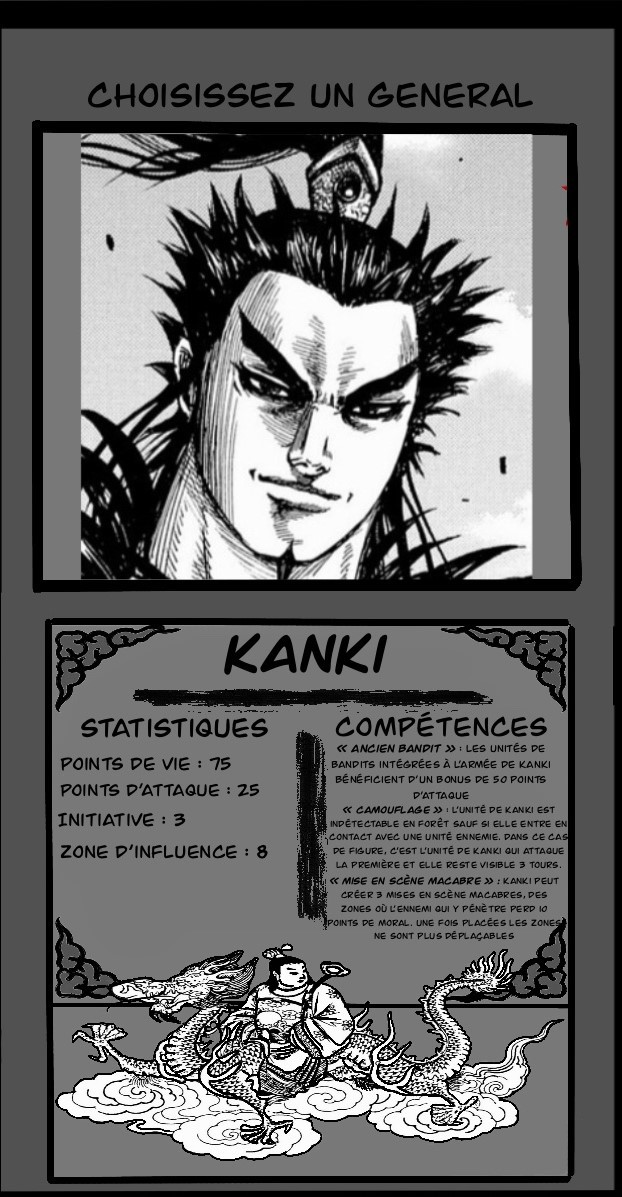 CHOISISSEZ UN GENERAL
KANKI
STATISTIQUES
POINTS DE VIE : 75
POINTS D'ATTAQUE : 25
INITIATIVE : 3
ZONE D'INFLUENCE : 8
COMPÉTENCES
« ANCIEN BANDIT » : LES UNITÉS DE
BANDITS INTÉGRÉES À L'ARMÉE DE KANKI
BÉNÉFICIENT D'UN BONUS DE 50 POINTS
D'ATTAQUE
« CAMOUFLAGE » : L'UNITÉ DE KANKI EST
INDÉTECTABLE EN FORÊT SAUF SI ELLE ENTRE EN
CONTACT AVEC UNE UNITÉ ENNEMIE. DANS CE CAS
DE FIGURE, C'EST L'UNITÉ DE KANKI QUI ATTAQUE
LA PREMIÈRE ET ELLE RESTE VISIBLE 3 TOURS.
« MISE EN SCÈNE MACABRE » : KANKI PEUT
CRÉER 3 MISES EN SCÈNE MACABRES, DES
ZONES OÙ L'ENNEMI QUI Y PÉNÈTRE PERD 10
POINTS DE MORAL. UNE FOIS PLACÉES LES ZONES
NE SONT PLUS DÉPLAÇABLES